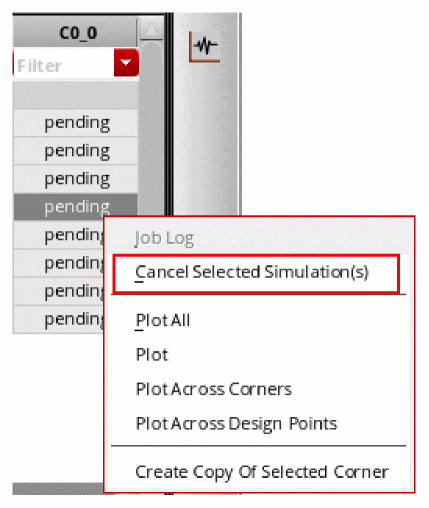 C0_0
Filter
pending
pending
pending
pending
pending
pending
pending
pending
Job Log
Cancel Selected Simulation(s)
Plot All
Plot
Plot Across Corners
Plot Across Design Points
Create Copy Of Selected Corner